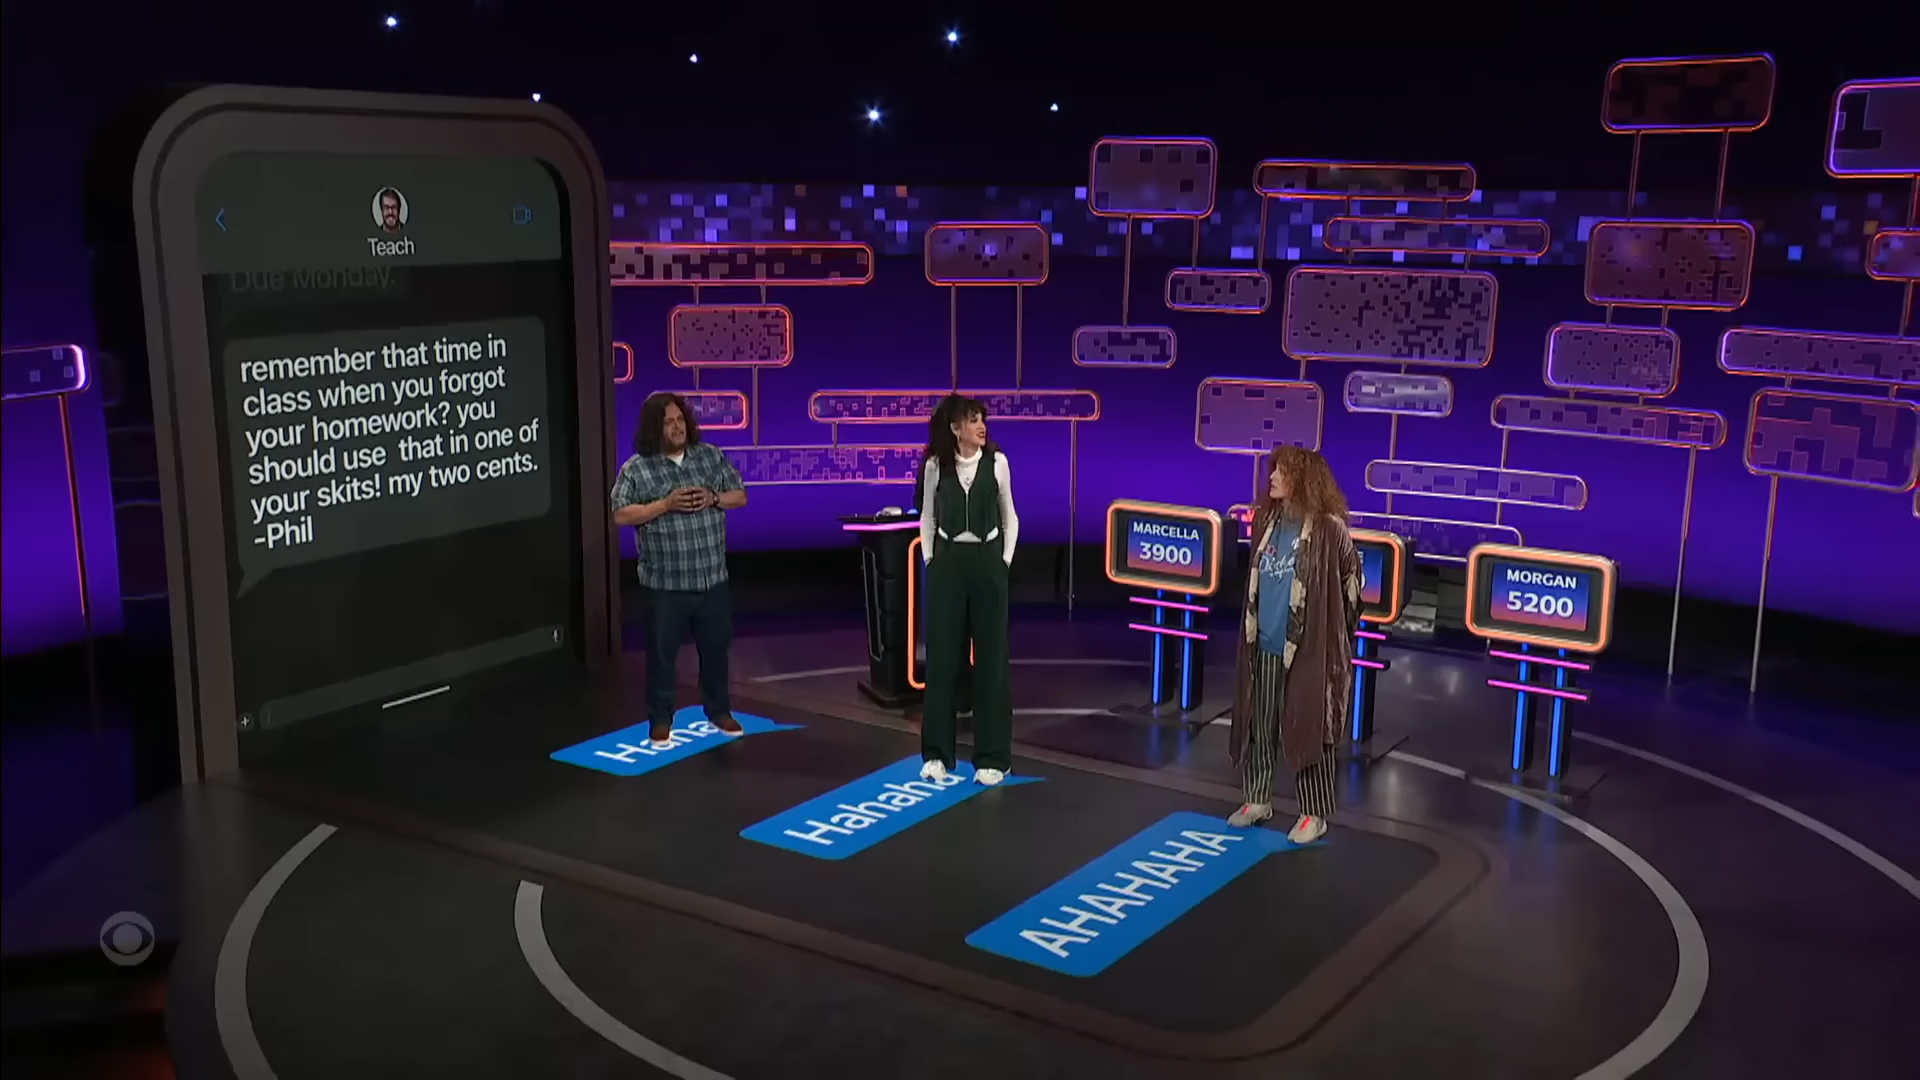 Teach
Due Monday.
remember that time in
class when you forgot
your homework? you
should use that in one of
your skits! my two cents.
-Phil
MARCELLA
3900
MORGAN
5200
Hahaha
AHAHAHA